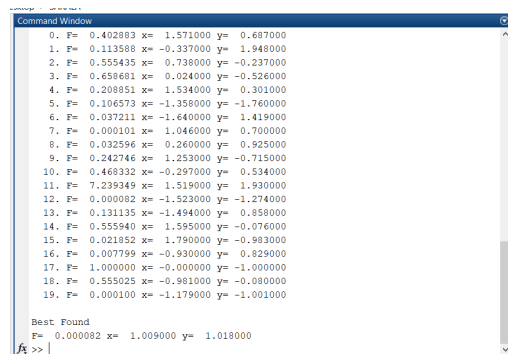 Command Window
0. F= 0.402883 x= 1.571000 y= 0.687000
1. F= 0.113588 x= -0.337000 y= 1.948000
2. F= 0.555435 x= 0.738000 y= -0.237000
3. F= 0.658681 x= 0.024000 y= -0.526000
4. F= 0.208851 x= 1.534000 y= 0.301000
5. F= 0.106573 x= -1.358000 y= -1.760000
6. F= 0.037211 x= -1.640000 y= 1.419000
7. F= 0.000101 x= 1.046000 y= 0.700000
8. F= 0.032596 x= 0.260000 y= 0.925000
9. F= 0.242746 x= 1.253000 y= -0.715000
10. F= 0.468332 x= -0.297000 y= 0.534000
11. F= 7.239349 x= 1.519000 y= 1.930000
12. F= 0.000082 x= -1.523000 y= -1.274000
13. F= 0.131135 x= -1.494000 y= 0.858000
14. F= 0.555940 x= 1.595000 y= -0.076000
15. F= 0.021852 x= 1.790000 y= -0.983000
16. F= 0.007799 x= -0.930000 y= 0.829000
17. F= 1.000000 x= -0.000000 y= -1.000000
18. F= 0.555025 x= -0.981000 y= -0.080000
19. F= 0.000100 x= -1.179000 y= -1.001000
Best Found
F= 0.000082 x= 1.009000 y= 1.018000
fx >>